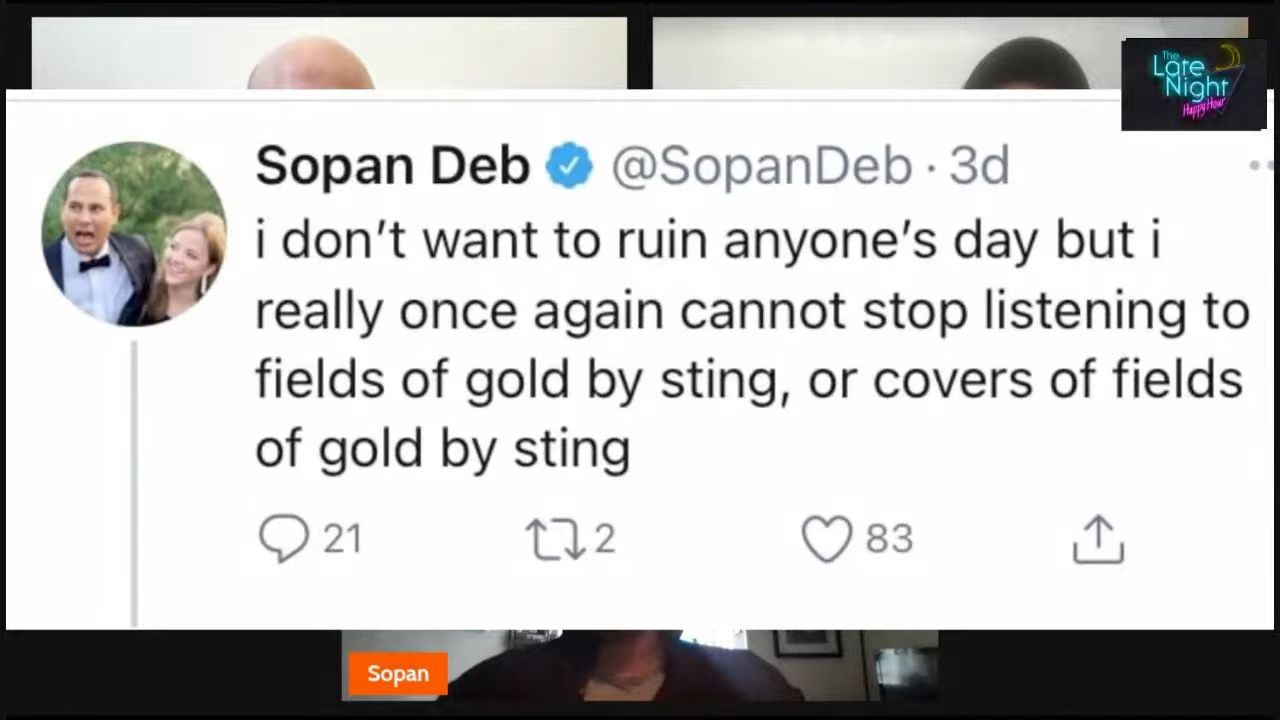 The
Late
Night
Happy Hour
Sopan Deb @SopanDeb · 3d
i don’t want to ruin anyone’s day but i
really once again cannot stop listening to
fields of gold by sting, or covers of fields
of gold by sting
21 2 83
Sopan